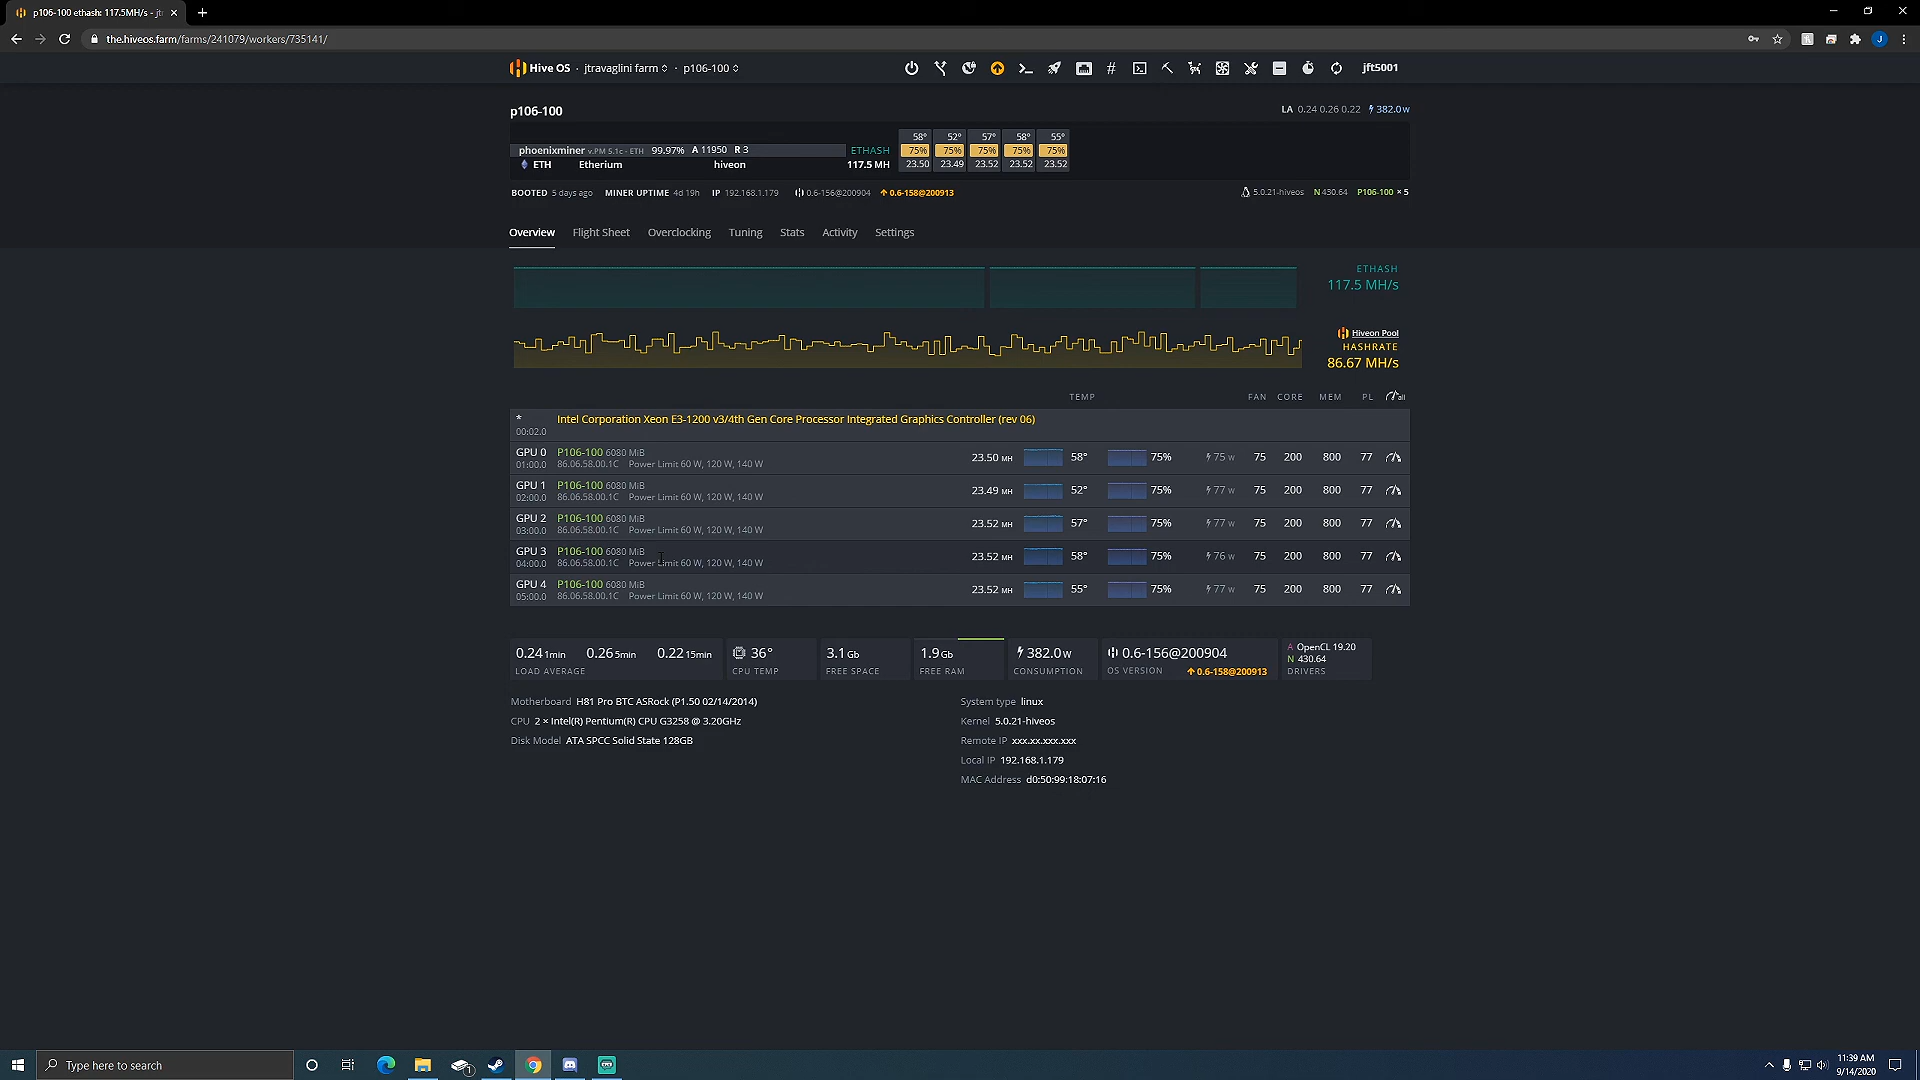 p106-100 ethash: 117.5MH/s - jt
the.hiveos.farm/farms/241079/workers/735141/
J
Hive OS · jtravaglini farm · p106-100
jft5001
p106-100
LA 0.24 0.26 0.22 382.0 W
58° 52° 57° 58° 55°
phoenixminer v.PM 5.1c - ETH 99.97% A 11950 R 3 ETHASH 75% 75% 75% 75% 75%
ETH Etherium hiveon 117.5 MH 23.50 23.49 23.52 23.52 23.52
BOOTED 5 days ago MINER UPTIME 4d 19h IP 192.168.1.179 0.6-156@200904 0.6-158@200913 5.0.21-hiveos N 430.64 P106-100 × 5
Overview Flight Sheet Overclocking Tuning Stats Activity Settings
ETHASH
117.5 MH/s
Hiveon Pool
HASHRATE
86.67 MH/s
TEMP FAN CORE MEM PL all
* Intel Corporation Xeon E3-1200 v3/4th Gen Core Processor Integrated Graphics Controller (rev 06)
00:02.0
GPU 0 P106-100 6080 MiB 23.50 MH 58° 75% 75 W 75 200 800 77
01:00.0 86.06.58.00.1C Power Limit 60 W, 120 W, 140 W
GPU 1 P106-100 6080 MiB 23.49 MH 52° 75% 77 W 75 200 800 77
02:00.0 86.06.58.00.1C Power Limit 60 W, 120 W, 140 W
GPU 2 P106-100 6080 MiB 23.52 MH 57° 75% 77 W 75 200 800 77
03:00.0 86.06.58.00.1C Power Limit 60 W, 120 W, 140 W
GPU 3 P106-100 6080 MiB 23.52 MH 58° 75% 76 W 75 200 800 77
04:00.0 86.06.58.00.1C Power Limit 60 W, 120 W, 140 W
GPU 4 P106-100 6080 MiB 23.52 MH 55° 75% 77 W 75 200 800 77
05:00.0 86.06.58.00.1C Power Limit 60 W, 120 W, 140 W
0.24 1min 0.26 5min 0.22 15min 36° 3.1 Gb 1.9 Gb 382.0 W 0.6-156@200904 A OpenCL 19.20
N 430.64
LOAD AVERAGE CPU TEMP FREE SPACE FREE RAM CONSUMPTION OS VERSION 0.6-158@200913 DRIVERS
Motherboard H81 Pro BTC ASRock (P1.50 02/14/2014)
CPU 2 × Intel(R) Pentium(R) CPU G3258 @ 3.20GHz
Disk Model ATA SPCC Solid State 128GB
System type linux
Kernel 5.0.21-hiveos
Remote IP xxx.xx.xxx.xxx
Local IP 192.168.1.179
MAC Address d0:50:99:18:07:16
Type here to search
1
11:39 AM
9/14/2020